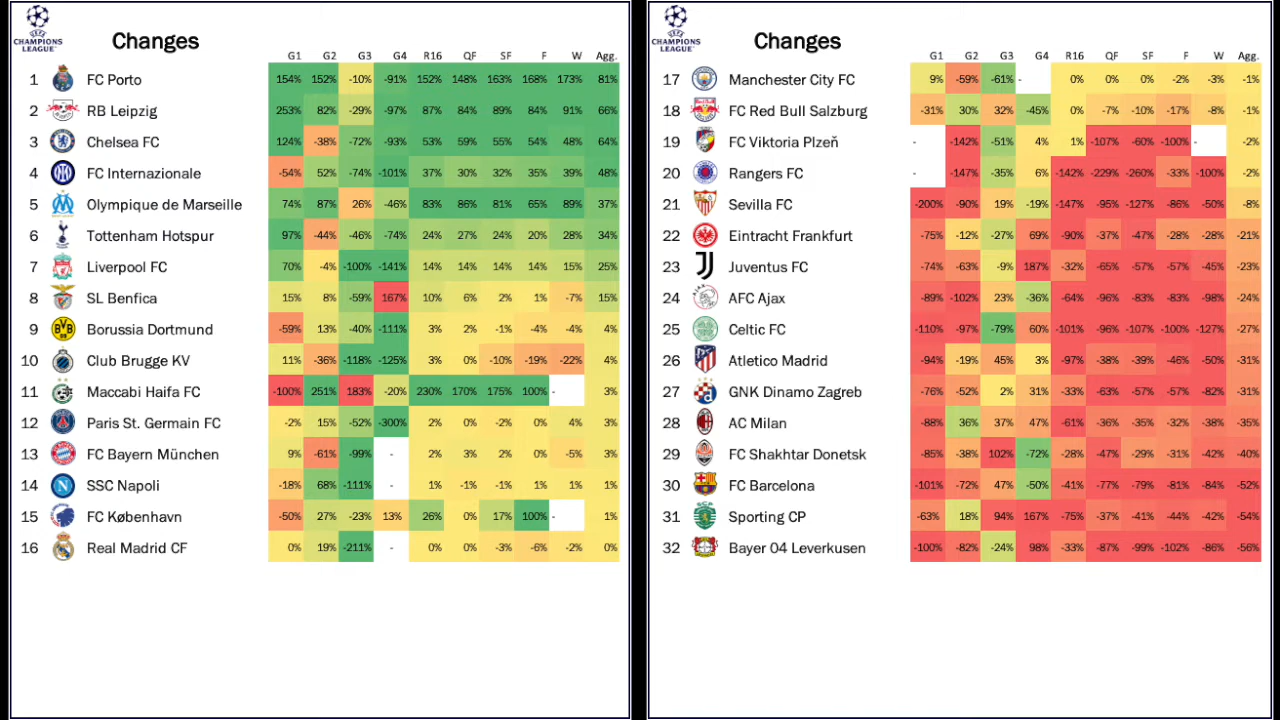 CHAMPIONS
LEAGUE
Changes
G1 G2 G3 G4 R16 QF SF F W Agg.
1 FC Porto 154% 152% -10% -91% 152% 148% 163% 168% 173% 81%
2 RB Leipzig 253% 82% -29% -97% 87% 84% 89% 84% 91% 66%
3 Chelsea FC 124% -38% -72% -93% 53% 59% 55% 54% 48% 64%
4 FC Internazionale -54% 52% -74% -101% 37% 30% 32% 35% 39% 48%
5 Olympique de Marseille 74% 87% 26% -46% 83% 86% 81% 65% 89% 37%
6 Tottenham Hotspur 97% -44% -46% -74% 24% 27% 24% 20% 28% 34%
7 Liverpool FC 70% -4% -100% -141% 14% 14% 14% 14% 15% 25%
8 SL Benfica 15% 8% -59% 167% 10% 6% 2% 1% -7% 15%
9 Borussia Dortmund -59% 13% -40% -111% 3% 2% -1% -4% -4% 4%
10 Club Brugge KV 11% -36% -118% -125% 3% 0% -10% -19% -22% 4%
11 Maccabi Haifa FC -100% 251% 183% -20% 230% 170% 175% 100% - 3%
12 Paris St. Germain FC -2% 15% -52% -300% 2% 0% -2% 0% 4% 3%
13 FC Bayern München 9% -61% -99% - 2% 3% 2% 0% -5% 3%
14 SSC Napoli -18% 68% -111% - 1% -1% -1% 1% 1% 1%
15 FC København -50% 27% -23% 13% 26% 0% 17% 100% - 1%
16 Real Madrid CF 0% 19% -211% - 0% 0% -3% -6% -2% 0%
CHAMPIONS
LEAGUE
Changes
G1 G2 G3 G4 R16 QF SF F W Agg.
17 Manchester City FC 9% -59% -61% - 0% 0% 0% -2% -3% -1%
18 FC Red Bull Salzburg -31% 30% 32% -45% 0% -7% -10% -17% -8% -1%
19 FC Viktoria Plzeň - -142% -51% 4% 1% -107% -60% -100% - -2%
20 Rangers FC - -147% -35% 6% -142% -229% -260% -33% -100% -2%
21 Sevilla FC -200% -90% 19% -19% -147% -95% -127% -86% -50% -8%
22 Eintracht Frankfurt -75% -12% -27% 69% -90% -37% -47% -28% -28% -21%
23 Juventus FC -74% -63% -9% 187% -32% -65% -57% -57% -45% -23%
24 AFC Ajax -89% -102% 23% -36% -64% -96% -83% -83% -98% -24%
25 Celtic FC -110% -97% -79% 60% -101% -96% -107% -100% -127% -27%
26 Atletico Madrid -94% -19% 45% 3% -97% -38% -39% -46% -50% -31%
27 GNK Dinamo Zagreb -76% -52% 2% 31% -33% -63% -57% -57% -82% -31%
28 AC Milan -88% 36% 37% 47% -61% -36% -35% -32% -38% -35%
29 FC Shakhtar Donetsk -85% -38% 102% -72% -28% -47% -29% -31% -42% -40%
30 FC Barcelona -101% -72% 47% -50% -41% -77% -79% -81% -84% -52%
31 Sporting CP -63% 18% 94% 167% -75% -37% -41% -44% -42% -54%
32 Bayer 04 Leverkusen -100% -82% -24% 98% -33% -87% -99% -102% -86% -56%